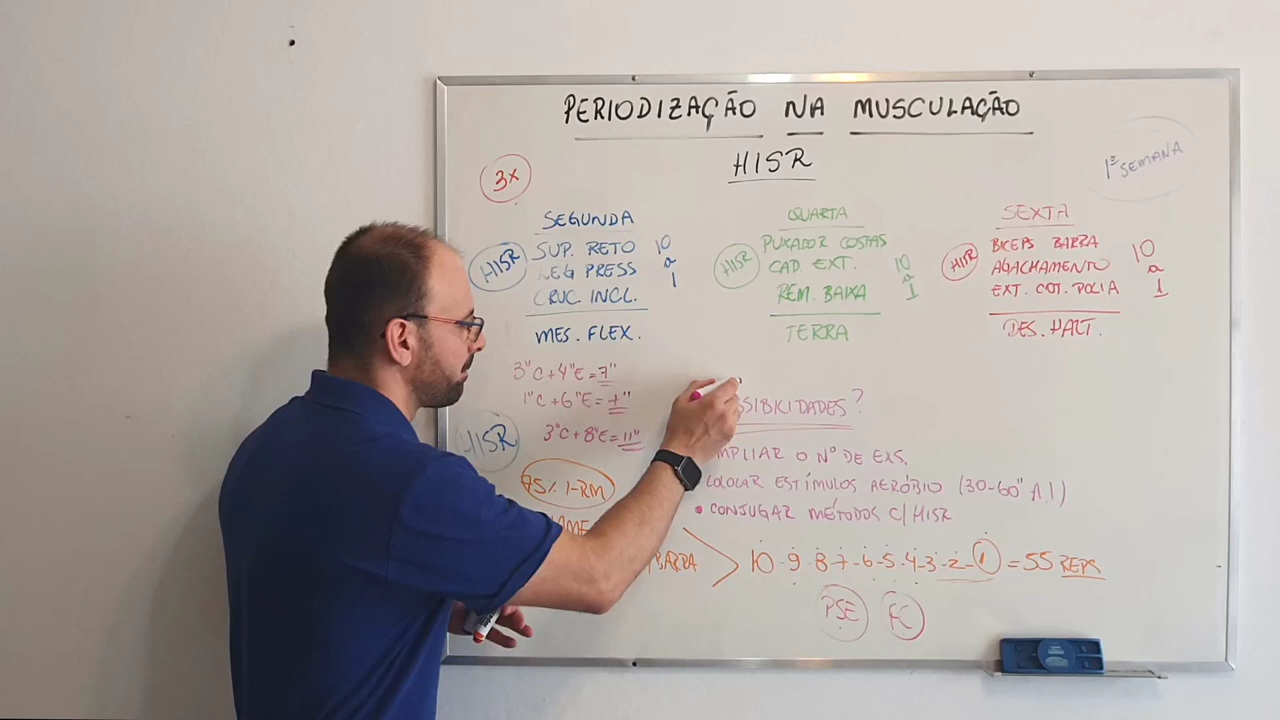 PERIODIZAÇÃO NA MUSCULAÇÃO
HISR
1ª SEMANA
3x
SEGUNDA
HISR
SUP. RETO
LEG PRESS
CRUC. INCL.
10
a
1
MES. FLEX.
QUARTA
HISR
PUXADOR COSTAS
CAD. EXT.
REM. BAIXA
10
a
1
TERRA
SEXTA
HISR
BICEPS BARRA
AGACHAMENTO
EXT. COT. POLIA
10
a
1
DES. HALT.
3"C+4"E=7"
1"C+6"E=7"
3"C+8"E=11"
HISR
75% 1-RM
SIBILIDADES?
MPLIAR O Nº DE EXS.
COLOCAR ESTÍMULOS AERÓBIO (30-60" A.I)
• CONJUGAR MÉTODOS C/ HISR
BARRA > 10-9-8-7-6-5-4-3-2-1 = 55 REPS
PSE FC